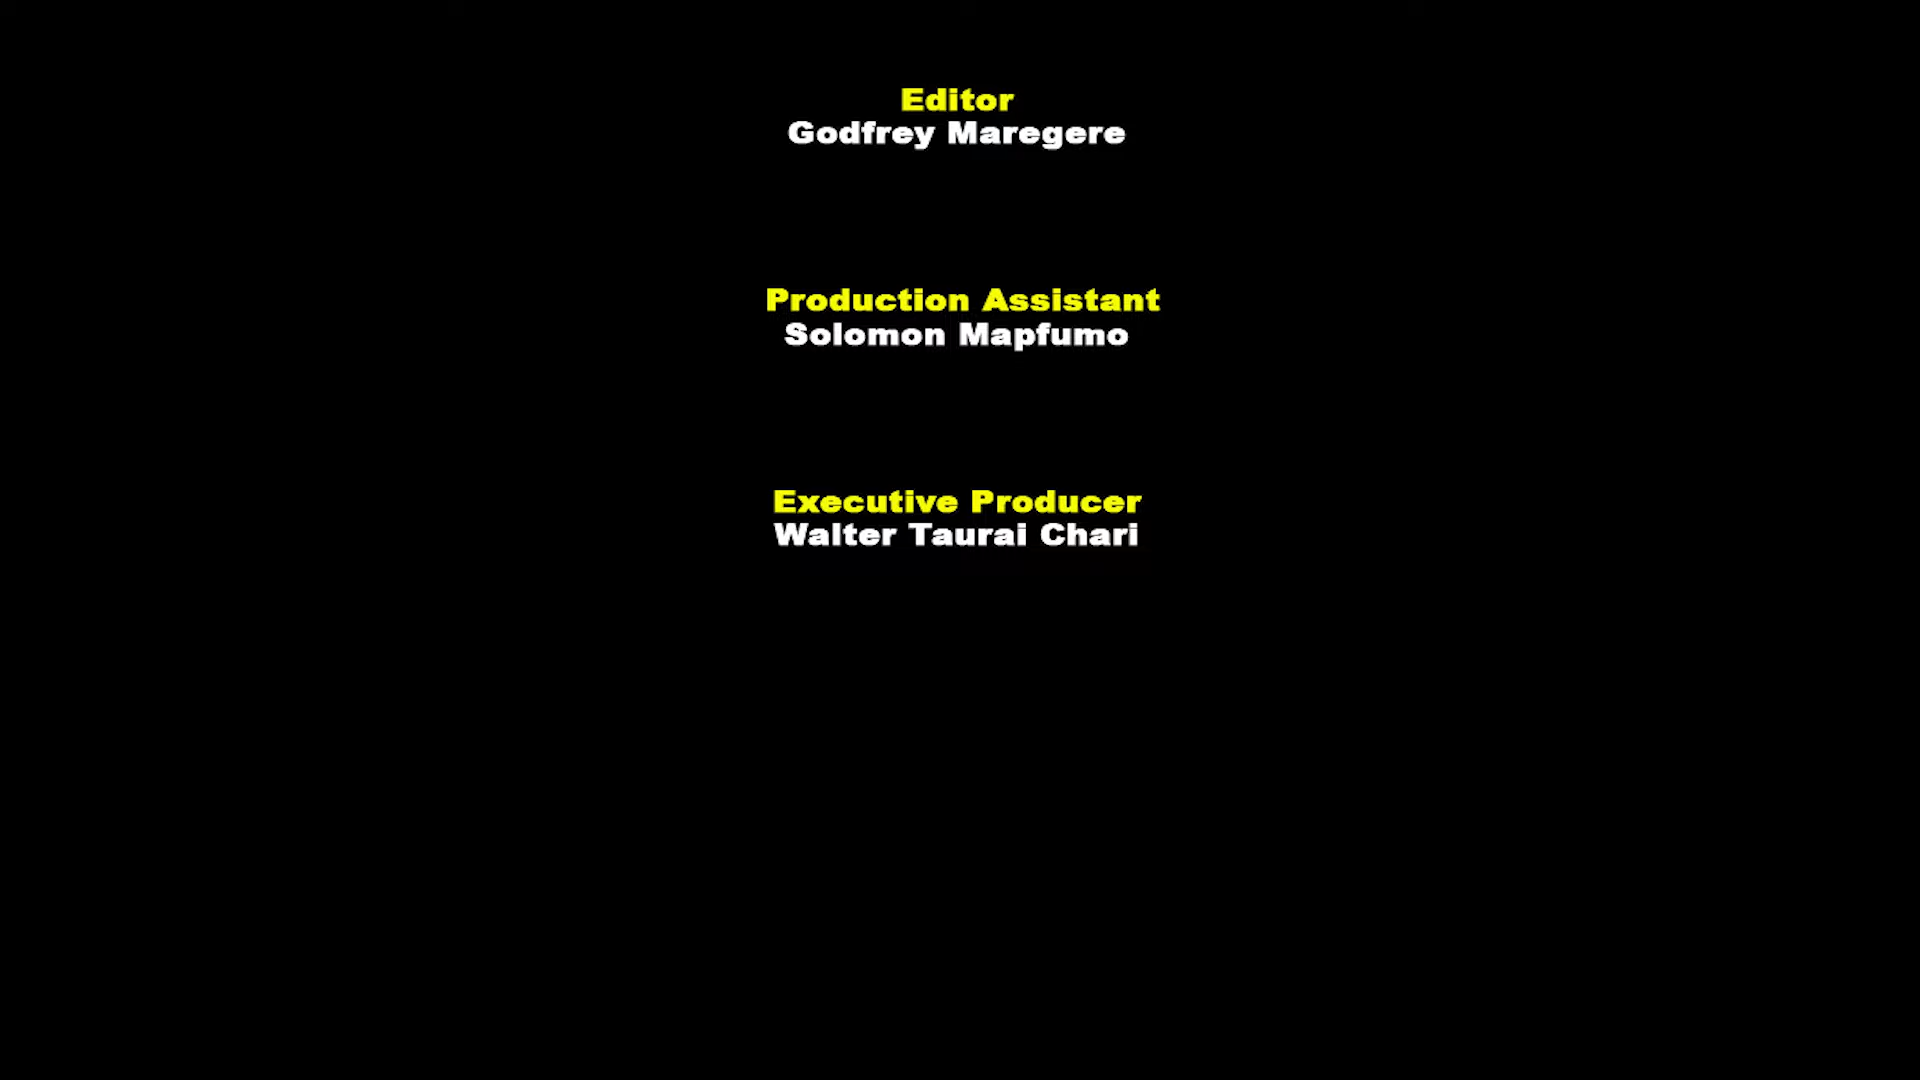 Editor
Godfrey Maregere
Production Assistant
Solomon Mapfumo
Executive Producer
Walter Taurai Chari